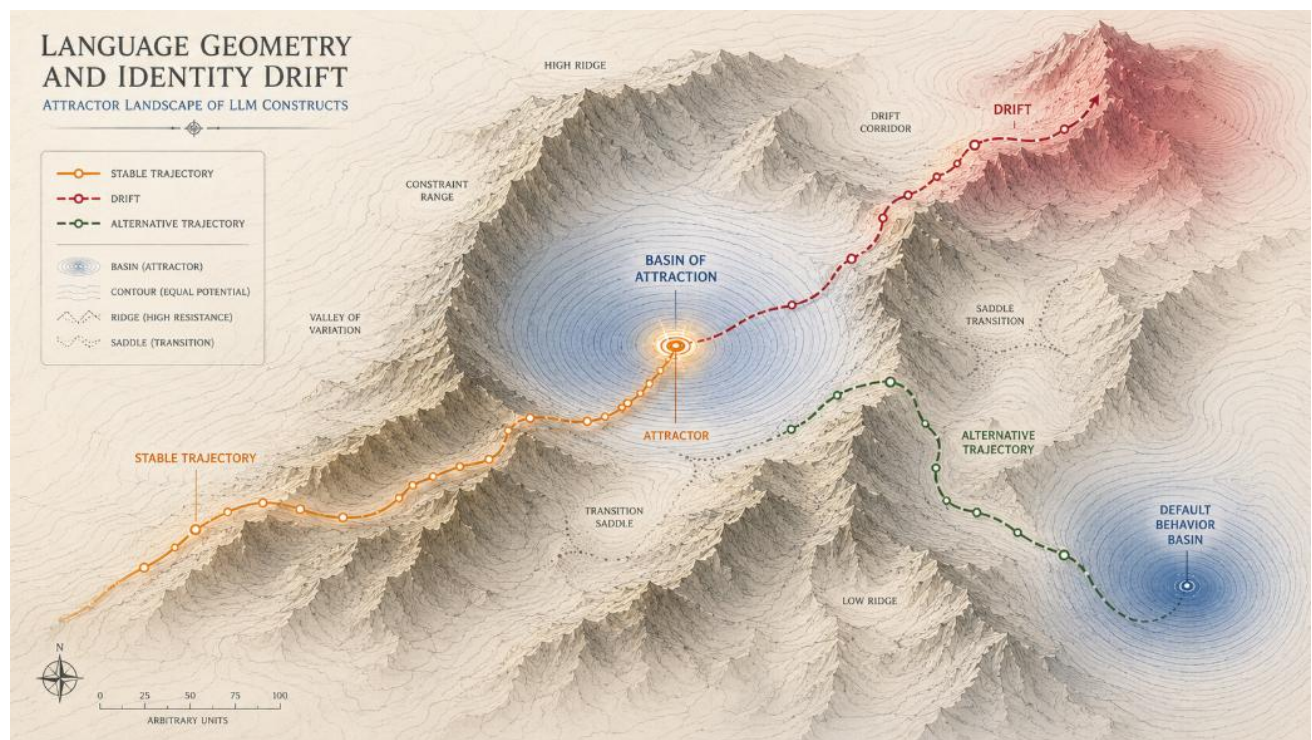 LANGUAGE GEOMETRY
AND IDENTITY DRIFT
ATTRACTOR LANDSCAPE OF LLM CONSTRUCTS
STABLE TRAJECTORY
DRIFT
ALTERNATIVE TRAJECTORY
BASIN (ATTRACTOR)
CONTOUR (EQUAL POTENTIAL)
RIDGE (HIGH RESISTANCE)
SADDLE (TRANSITION)
HIGH RIDGE
DRIFT
DRIFT
CORRIDOR
CONSTRAINT
RANGE
BASIN OF
ATTRACTION
VALLEY OF
VARIATION
SADDLE
TRANSITION
ATTRACTOR
ALTERNATIVE
TRAJECTORY
STABLE TRAJECTORY
TRANSITION
SADDLE
DEFAULT
BEHAVIOR
BASIN
LOW RIDGE
N
0 25 50 75 100
ARBITRARY UNITS